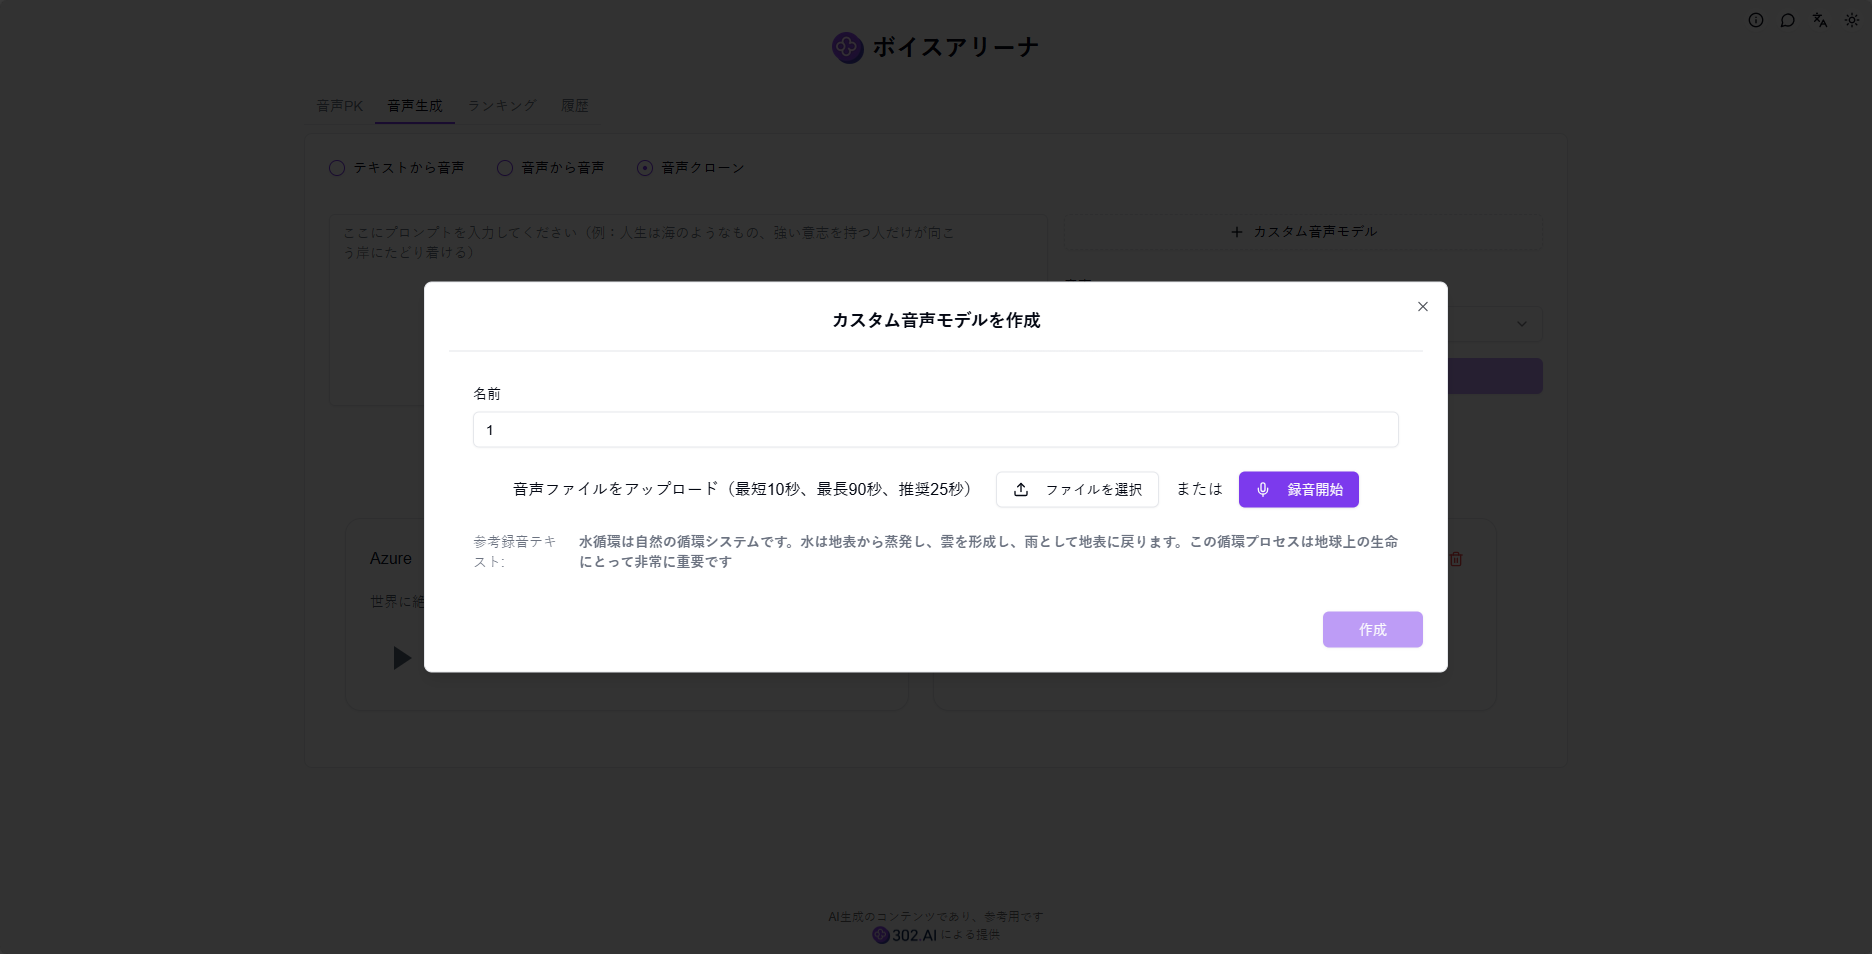 ボイスアリーナ
音声PK 音声生成 ランキング 履歴
テキストから音声 音声から音声 音声クローン
ここにプロンプトを入力してください（例：人生は海のようなもの、強い意志を持つ人だけが向こ
う岸にたどり着ける）
カスタム音声モデル
カスタム音声モデルを作成
名前
1
音声ファイルをアップロード（最短10秒、最長90秒、推奨25秒） ファイルを選択 または 録音開始
参考録音テキ
スト:
水循環は自然の循環システムです。水は地表から蒸発し、雲を形成し、雨として地表に戻ります。この循環プロセスは地球上の生命
にとって非常に重要です
作成
Azure
世界に絶
AI生成のコンテンツであり、参考用です
302.AI による提供